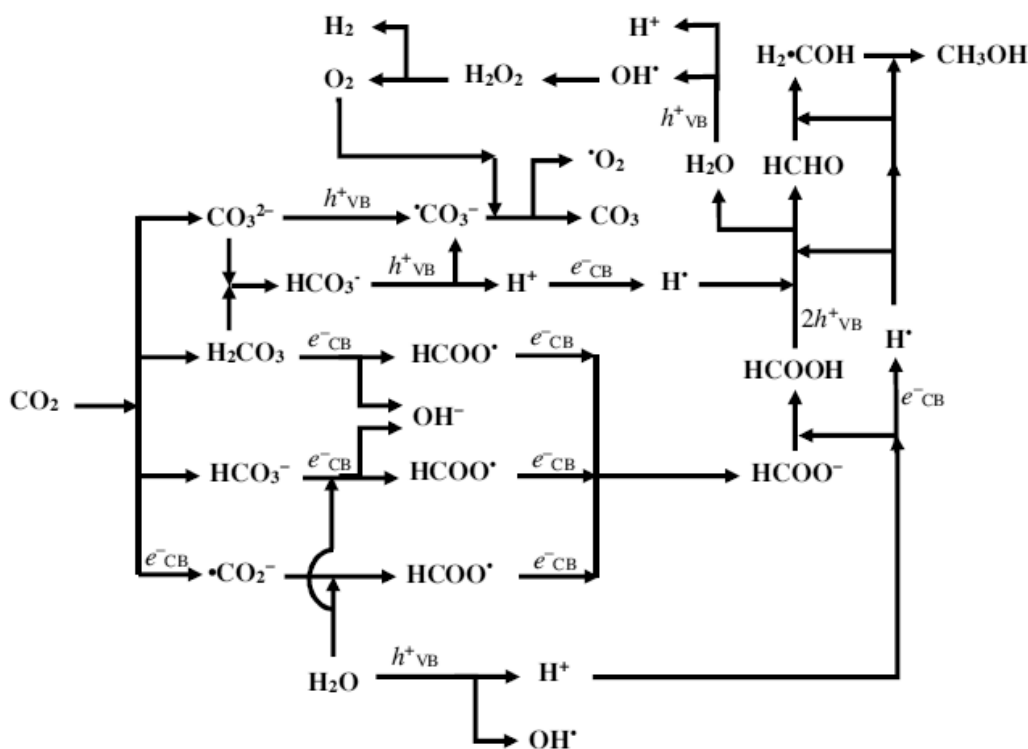 H₂ H⁺ H₂•COH CH₃OH
O₂ H₂O₂ OH•
h⁺VB
•O₂ H₂O HCHO
CO₃²⁻ h⁺VB •CO₃⁻ CO₃
HCO₃⁻ h⁺VB H⁺ e⁻CB H•
2h⁺VB H•
H₂CO₃ e⁻CB HCOO• e⁻CB HCOOH
CO₂ OH⁻ e⁻CB
HCO₃⁻ e⁻CB HCOO• e⁻CB HCOO⁻
e⁻CB •CO₂⁻ HCOO• e⁻CB
H₂O h⁺VB H⁺
OH•